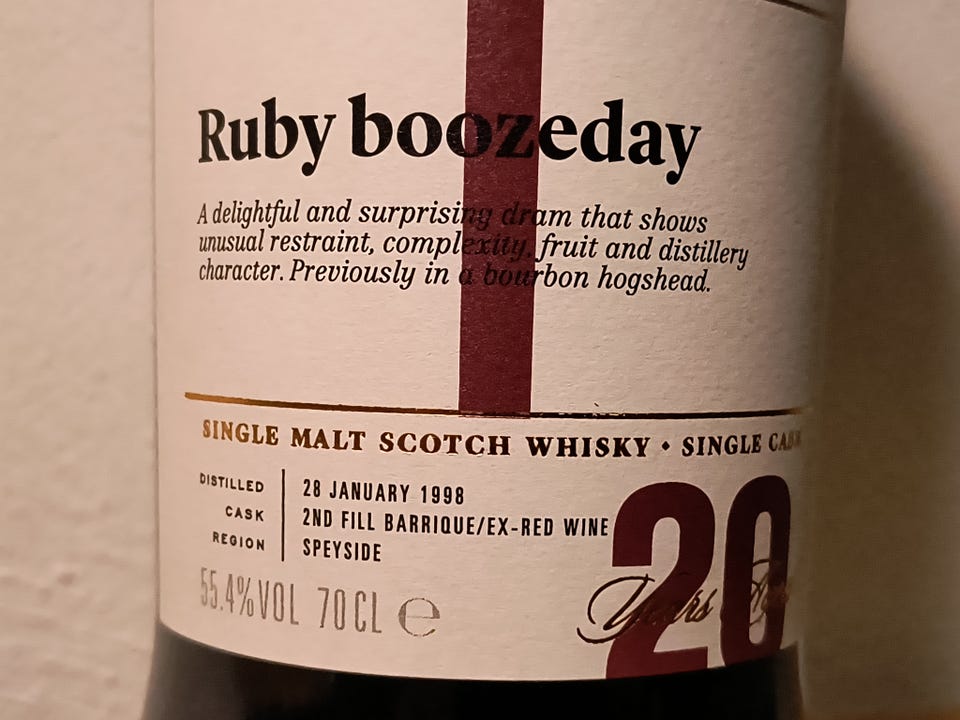 Ruby boozeday
A delightful and surprising dram that shows
unusual restraint, complexity, fruit and distillery
character. Previously in a bourbon hogshead.
SINGLE MALT SCOTCH WHISKY • SINGLE CASK
DISTILLED 28 JANUARY 1998
CASK 2ND FILL BARRIQUE/EX-RED WINE
REGION SPEYSIDE
55.4%VOL 70CL e
20
Years